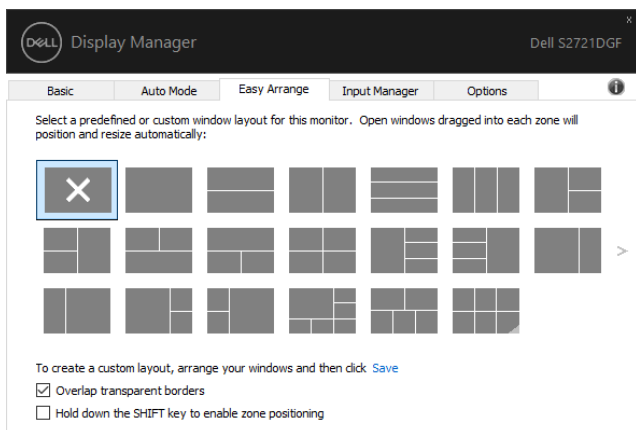 x
DELL Display Manager Dell S2721DGF
Basic Auto Mode Easy Arrange Input Manager Options i
Select a predefined or custom window layout for this monitor. Open windows dragged into each zone will
position and resize automatically:
>
To create a custom layout, arrange your windows and then click Save
Overlap transparent borders
Hold down the SHIFT key to enable zone positioning